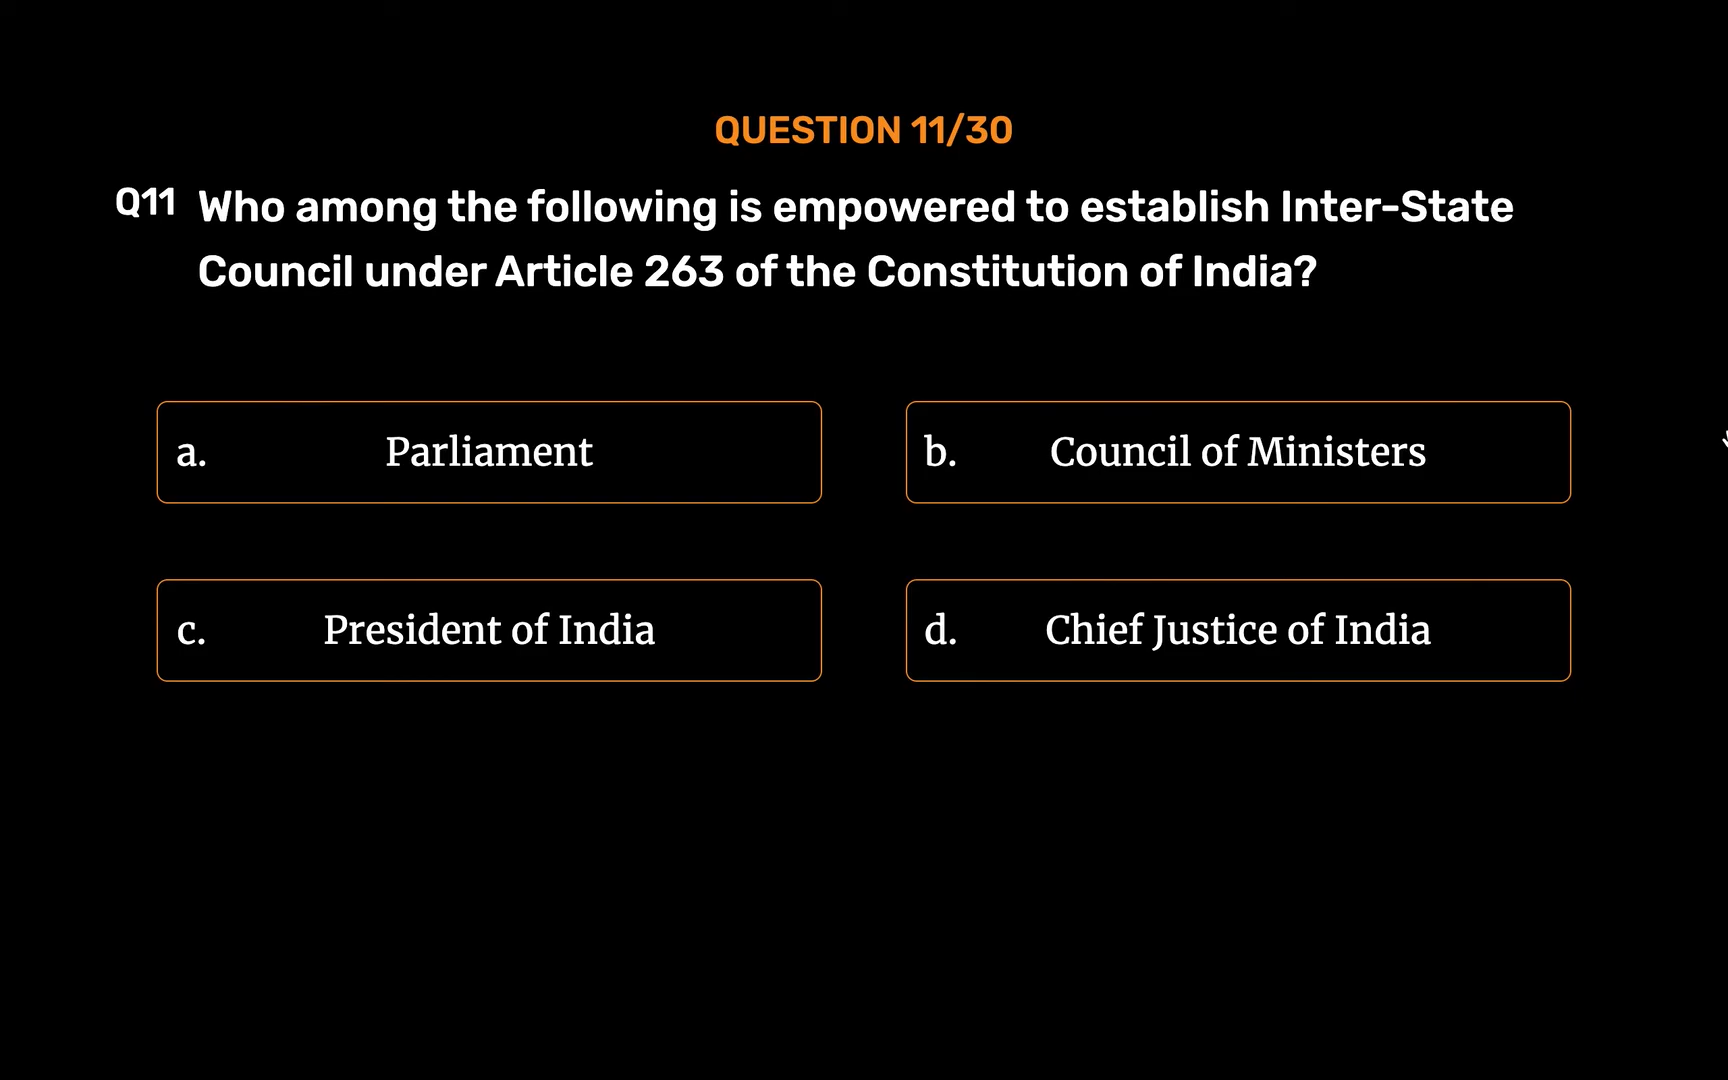 QUESTION 11/30
Q11 Who among the following is empowered to establish Inter-State
Council under Article 263 of the Constitution of India?
a. Parliament
b. Council of Ministers
c. President of India
d. Chief Justice of India